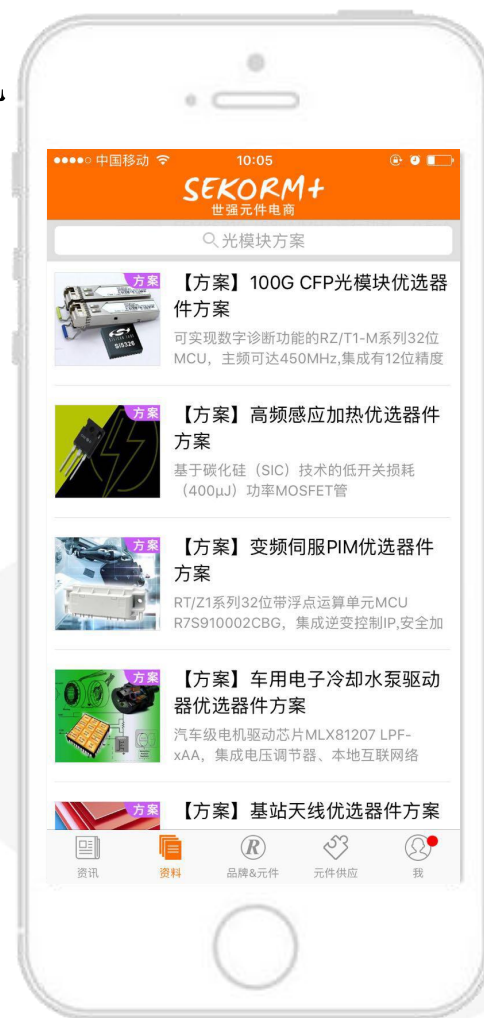 中国移动
10:05
SEKORM+
世强元件电商
光模块方案
方案
【方案】100G CFP光模块优选器
件方案
可实现数字诊断功能的RZ/T1-M系列32位
MCU，主频可达450MHz,集成有12位精度
Si5326
方案
【方案】高频感应加热优选器件
方案
基于碳化硅（SIC）技术的低开关损耗
（400μJ）功率MOSFET管
方案
【方案】变频伺服PIM优选器件
方案
RT/Z1系列32位带浮点运算单元MCU
R7S910002CBG，集成逆变控制IP,安全加
方案
【方案】车用电子冷却水泵驱动
器优选器件方案
汽车级电机驱动芯片MLX81207 LPF-
xAA，集成电压调节器、本地互联网络
方案
【方案】基站天线优选器件方案
资讯
资料
R
品牌&元件
元件供应
我